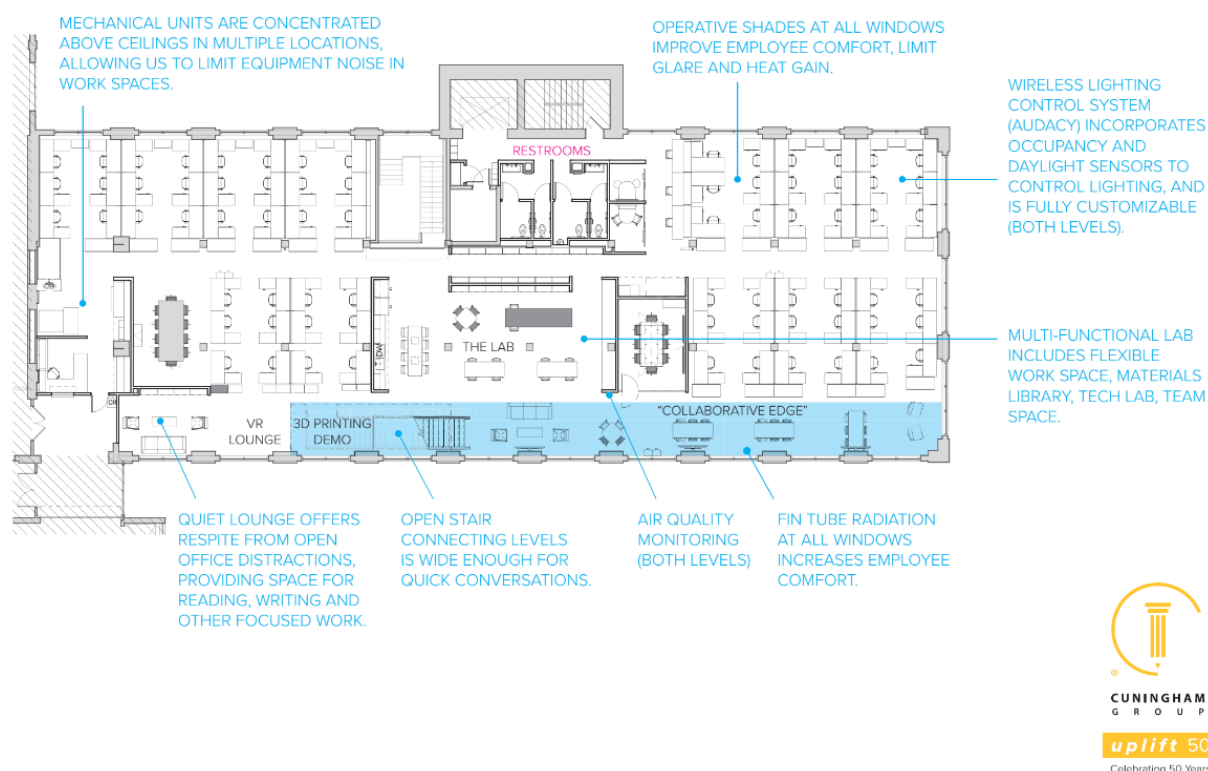 MECHANICAL UNITS ARE CONCENTRATED
ABOVE CEILINGS IN MULTIPLE LOCATIONS,
ALLOWING US TO LIMIT EQUIPMENT NOISE IN
WORK SPACES.
OPERATIVE SHADES AT ALL WINDOWS
IMPROVE EMPLOYEE COMFORT, LIMIT
GLARE AND HEAT GAIN.
WIRELESS LIGHTING
CONTROL SYSTEM
(AUDACY) INCORPORATES
OCCUPANCY AND
DAYLIGHT SENSORS TO
CONTROL LIGHTING, AND
IS FULLY CUSTOMIZABLE
(BOTH LEVELS).
RESTROOMS
THE LAB
MULTI-FUNCTIONAL LAB
INCLUDES FLEXIBLE
WORK SPACE, MATERIALS
LIBRARY, TECH LAB, TEAM
SPACE.
VR
LOUNGE
3D PRINTING
DEMO
"COLLABORATIVE EDGE"
QUIET LOUNGE OFFERS
RESPITE FROM OPEN
OFFICE DISTRACTIONS,
PROVIDING SPACE FOR
READING, WRITING AND
OTHER FOCUSED WORK.
OPEN STAIR
CONNECTING LEVELS
IS WIDE ENOUGH FOR
QUICK CONVERSATIONS.
AIR QUALITY
MONITORING
(BOTH LEVELS)
FIN TUBE RADIATION
AT ALL WINDOWS
INCREASES EMPLOYEE
COMFORT.
®
CUNINGHAM
GROUP
uplift 50
Celebrating 50 Years